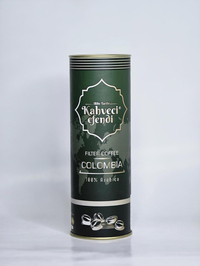 Kahveci
efendi
FILTER COFFEE
COLOMBIA
100% Arabica